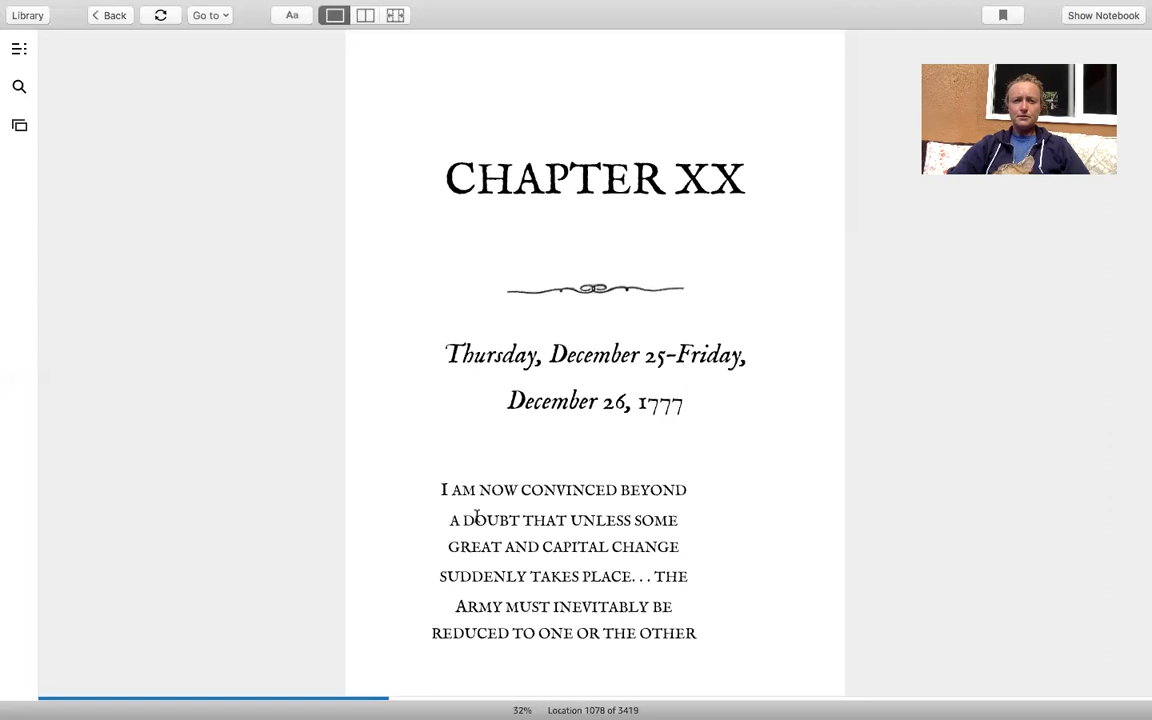 Library
Back
Go to
Aa
Show Notebook
CHAPTER XX
Thursday, December 25-Friday,
December 26, 1777
I AM NOW CONVINCED BEYOND
A DOUBT THAT UNLESS SOME
GREAT AND CAPITAL CHANGE
SUDDENLY TAKES PLACE. . . THE
ARMY MUST INEVITABLY BE
REDUCED TO ONE OR THE OTHER
32% Location 1078 of 3419